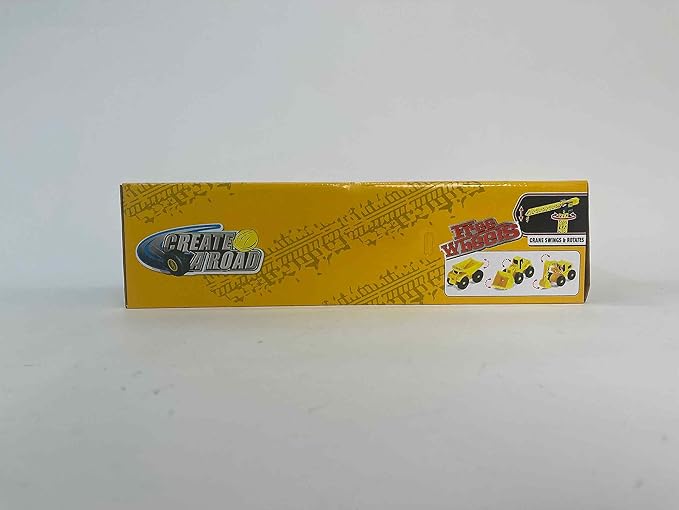 CREATE
A ROAD
Free
Wheels
CRANE SWINGS & ROTATES